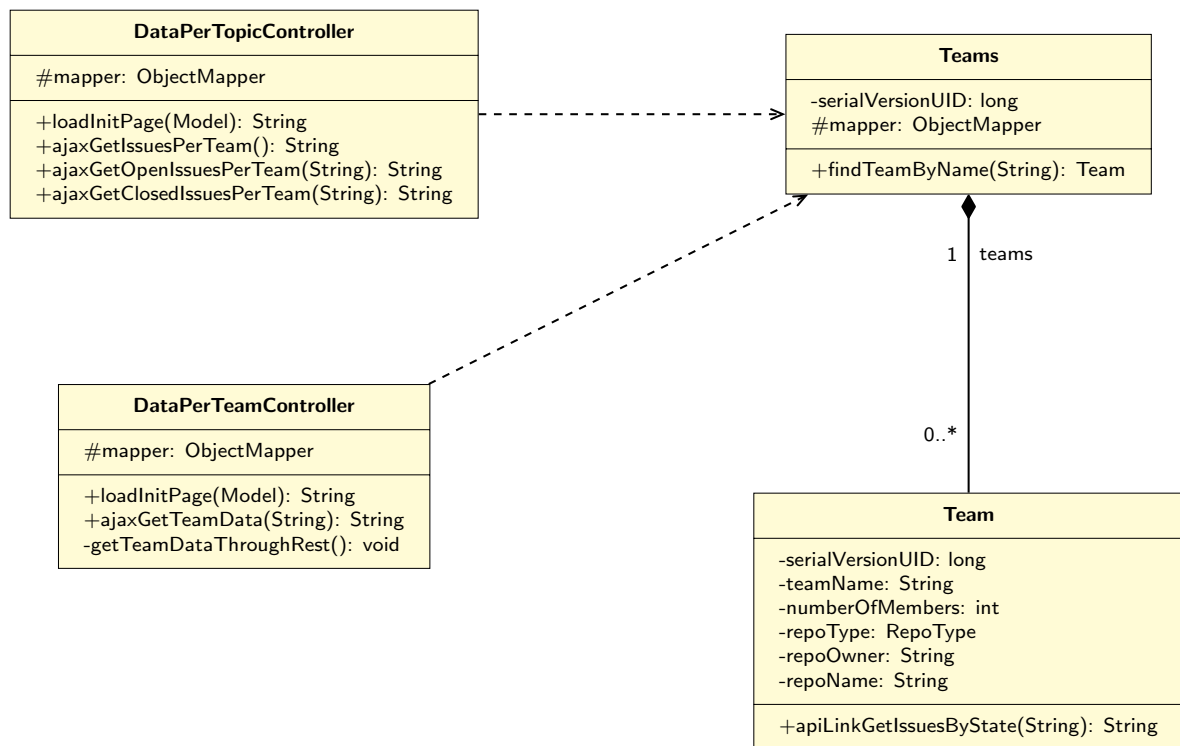 DataPerTopicController
#mapper: ObjectMapper
+loadInitPage(Model): String
+ajaxGetIssuesPerTeam(): String
+ajaxGetOpenIssuesPerTeam(String): String
+ajaxGetClosedIssuesPerTeam(String): String
Teams
-serialVersionUID: long
#mapper: ObjectMapper
+findTeamByName(String): Team
1 teams
0..*
DataPerTeamController
#mapper: ObjectMapper
+loadInitPage(Model): String
+ajaxGetTeamData(String): String
-getTeamDataThroughRest(): void
Team
-serialVersionUID: long
-teamName: String
-numberOfMembers: int
-repoType: RepoType
-repoOwner: String
-repoName: String
+apiLinkGetIssuesByState(String): String